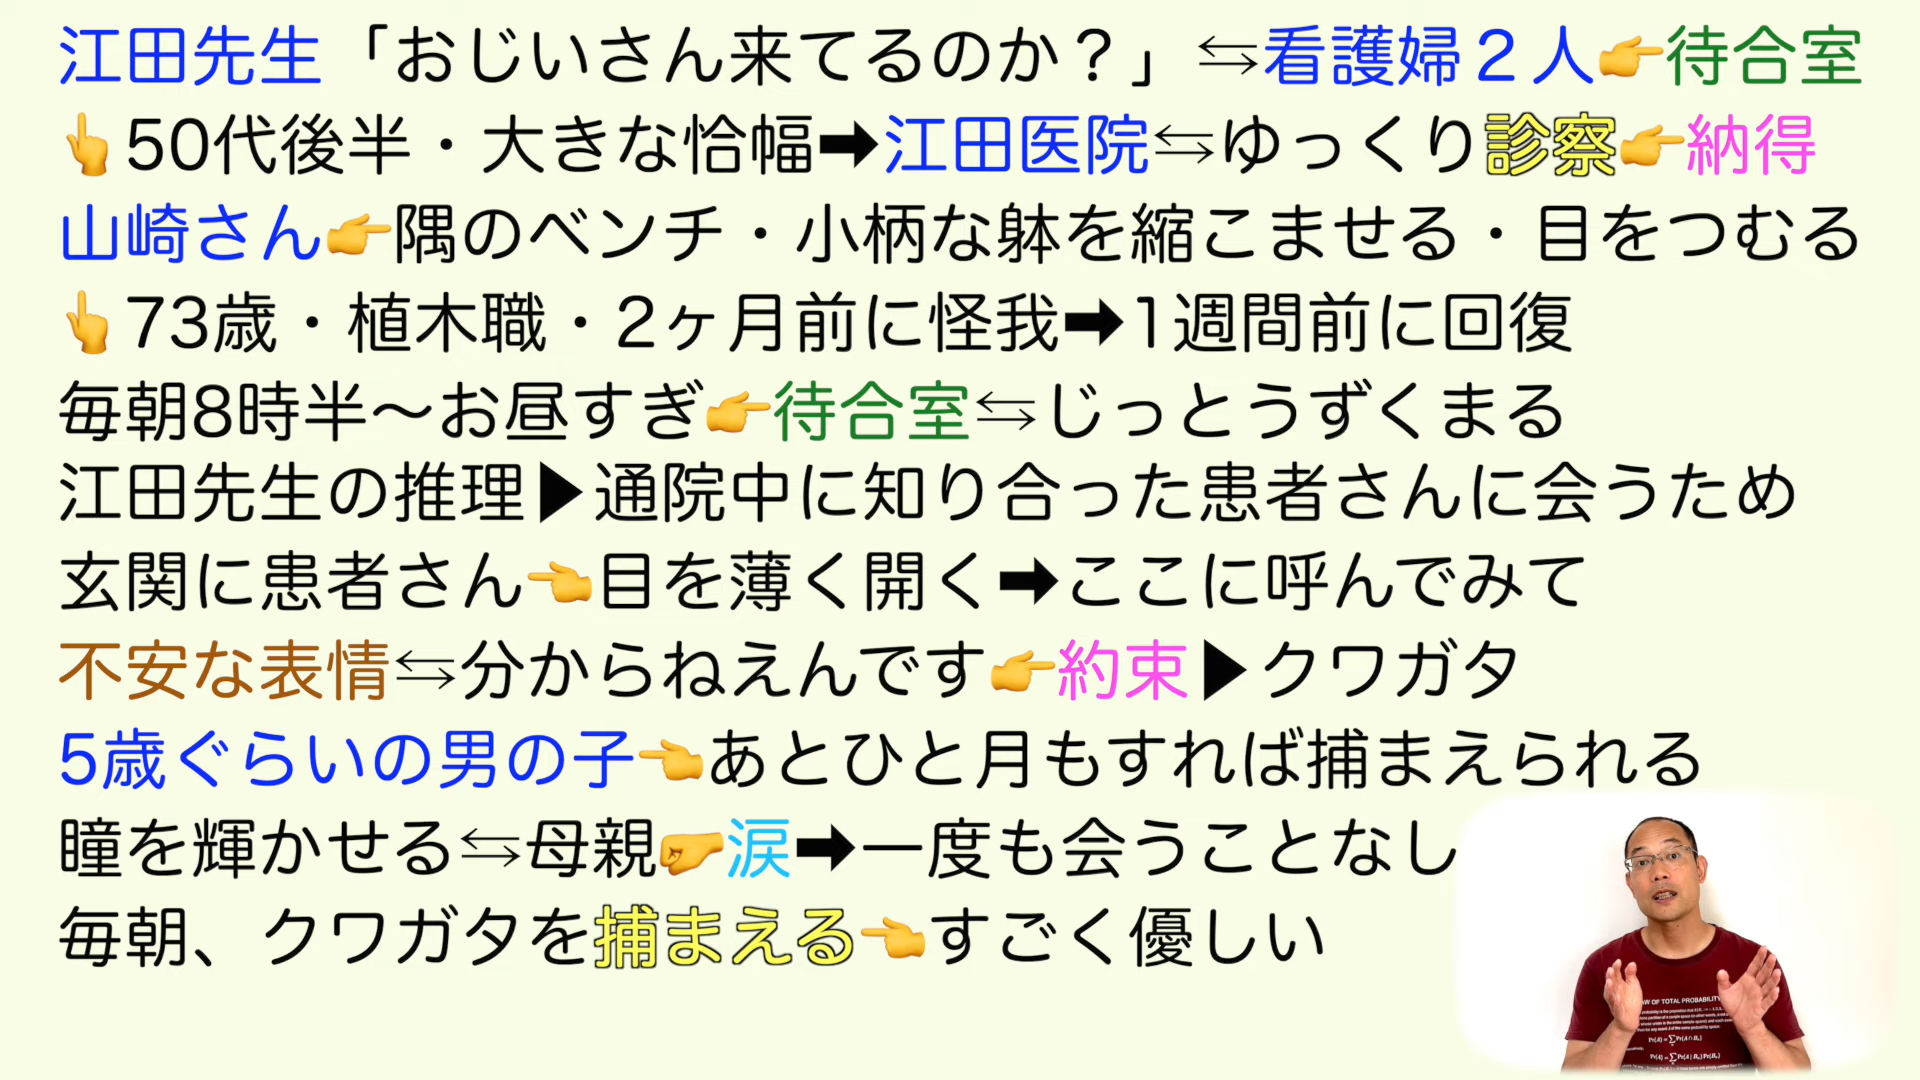 江田先生「おじいさん来てるのか？」⇆看護婦２人👉待合室
👆50代後半・大きな恰幅➡江田医院⇆ゆっくり診察👉納得
山崎さん👉隅のベンチ・小柄な躰を縮こませる・目をつむる
👆73歳・植木職・2ヶ月前に怪我➡1週間前に回復
毎朝8時半〜お昼すぎ👉待合室⇆じっとうずくまる
江田先生の推理▶通院中に知り合った患者さんに会うため
玄関に患者さん👈目を薄く開く➡ここに呼んでみて
不安な表情⇆分からねえんです👉約束▶クワガタ
5歳ぐらいの男の子👈あとひと月もすれば捕まえられる
瞳を輝かせる⇆母親🤛涙➡一度も会うことなし
毎朝、クワガタを捕まえる👈すごく優しい
LAW OF TOTAL PROBABILITY